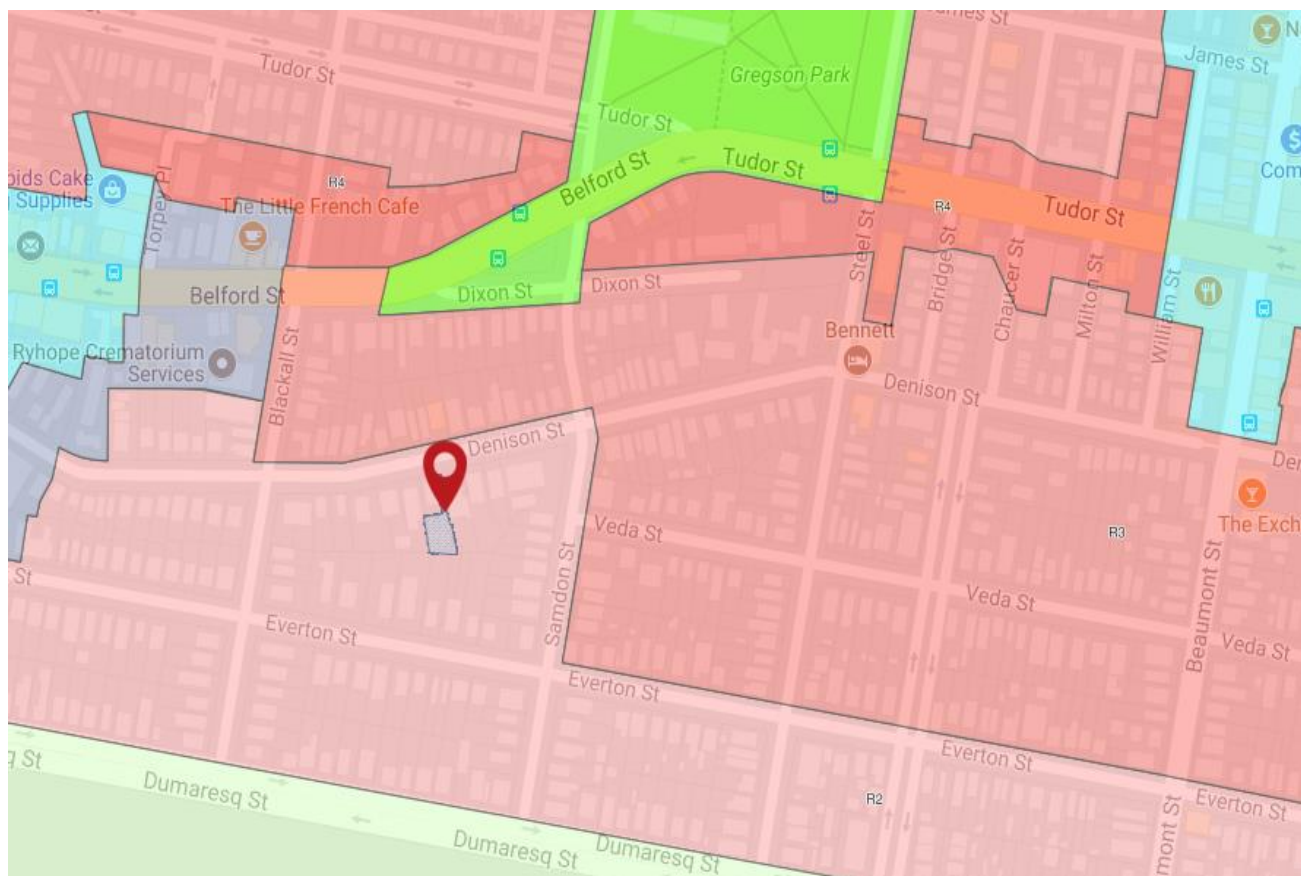 James St
N
Tudor St
Gregson Park
James St
Tudor St
Com
pids Cake
Supplies
Torpey Pl
R4
The Little French Cafe
Belford St
Tudor St
R4
Tudor St
Steel St
Bridge St
Chaucer St
Milton St
William St
Belford St
Dixon St
Dixon St
Ryhope Crematorium
Services
Blackall St
Bennett
Denison St
Denison St
Den
Veda St
R3
The Exch
St
Everton St
Samdon St
Veda St
Veda St
Beaumont St
Everton St
Everton St
Everton St
q St
Dumaresq St
R2
mont St
Dumaresq St
Dumaresq St